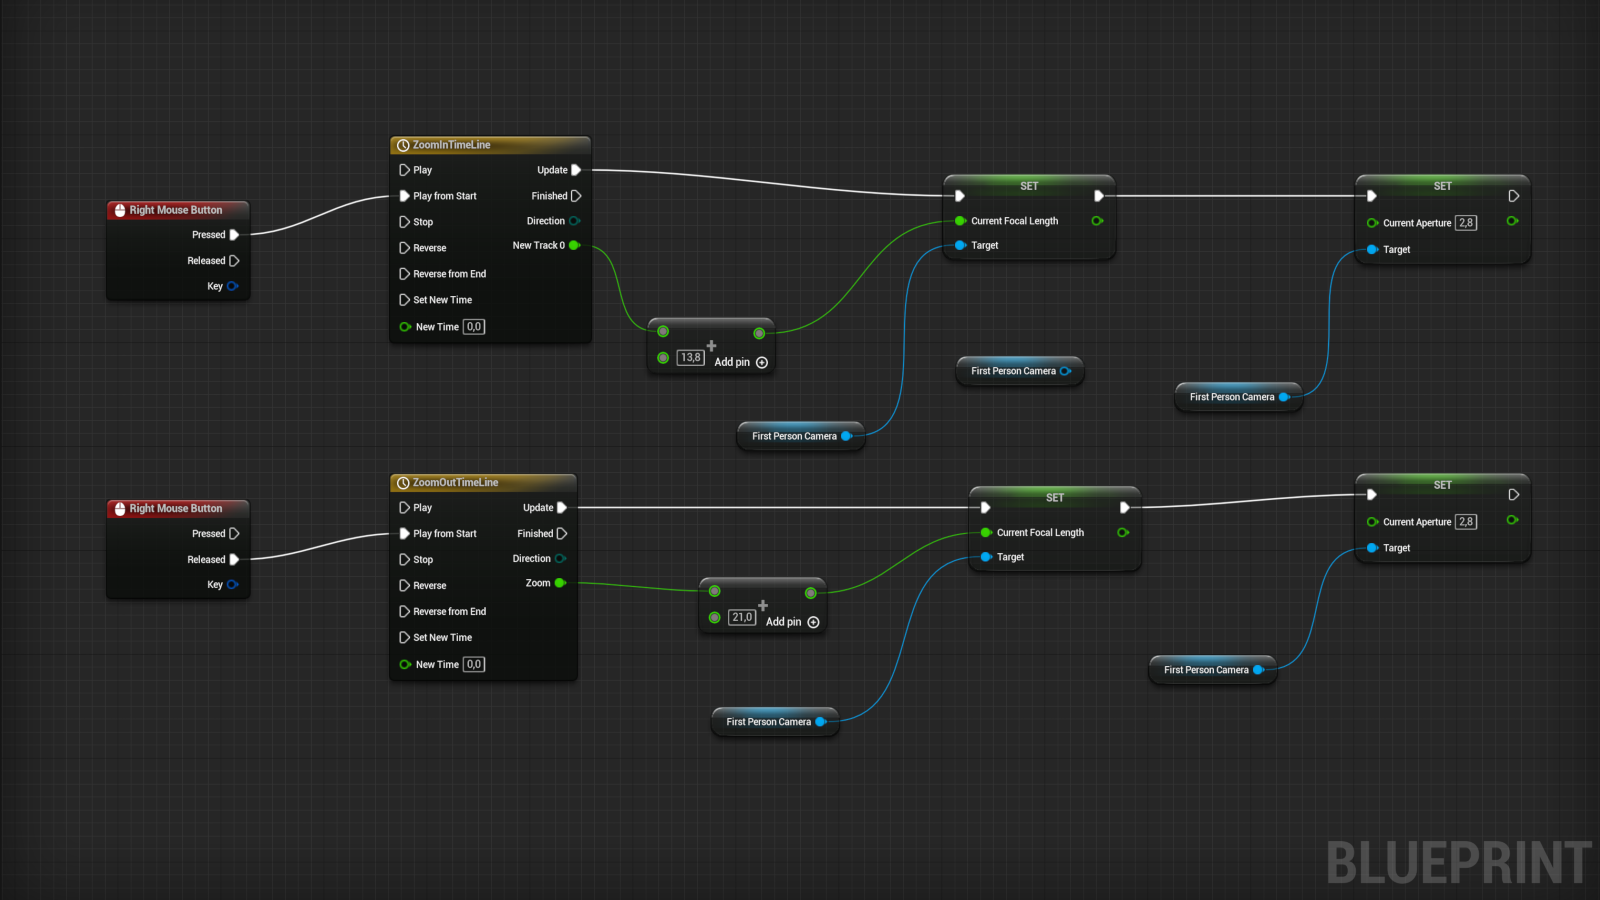 ZoomInTimeLine
Play
Update
Play from Start
Finished
Stop
Direction
Reverse
New Track 0
Reverse from End
Set New Time
New Time 0,0
Right Mouse Button
Pressed
Released
Key
13,8
Add pin
SET
Current Focal Length
Target
First Person Camera
First Person Camera
SET
Current Aperture 2,8
Target
First Person Camera
ZoomOutTimeLine
Play
Update
Play from Start
Finished
Stop
Direction
Reverse
Zoom
Reverse from End
Set New Time
New Time 0,0
Right Mouse Button
Pressed
Released
Key
21,0
Add pin
SET
Current Focal Length
Target
First Person Camera
SET
Current Aperture 2,8
Target
First Person Camera
BLUEPRINT